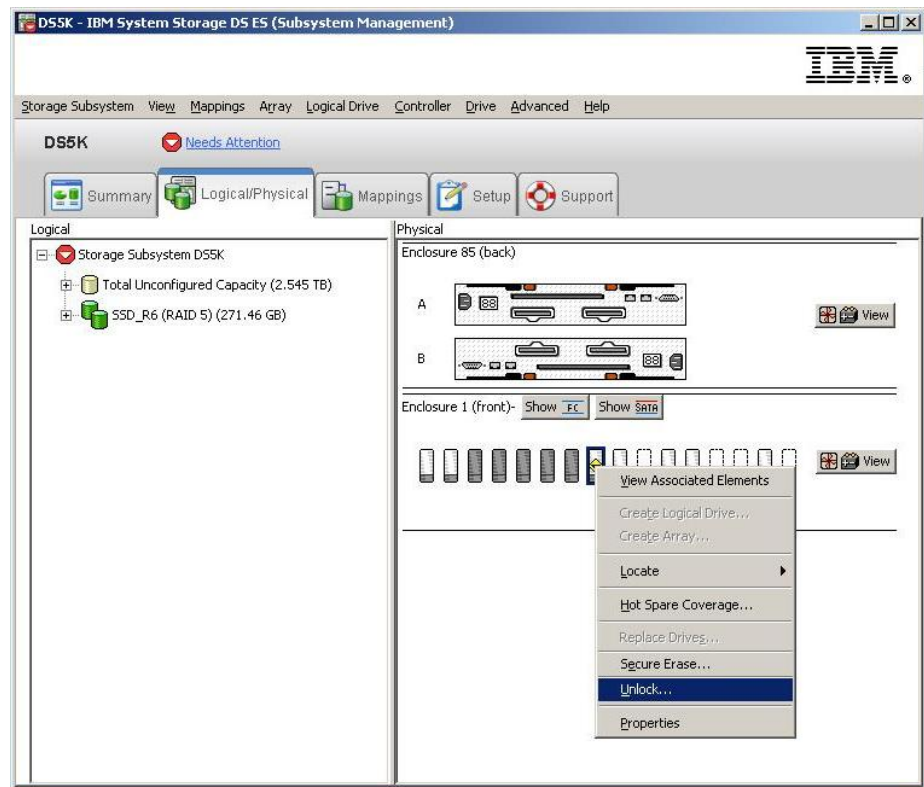 DS5K - IBM System Storage DS ES (Subsystem Management)
IBM®
Storage Subsystem View Mappings Array Logical Drive Controller Drive Advanced Help
DS5K Needs Attention
Summary Logical/Physical Mappings Setup Support
Logical
Storage Subsystem DS5K
Total Unconfigured Capacity (2.545 TB)
SSD_R6 (RAID 5) (271.46 GB)
Physical
Enclosure 85 (back)
A 88 View
B 88
Enclosure 1 (front)- Show FC Show SATA
View
View Associated Elements
Create Logical Drive...
Create Array...
Locate
Hot Spare Coverage...
Replace Drives...
Secure Erase...
Unlock...
Properties